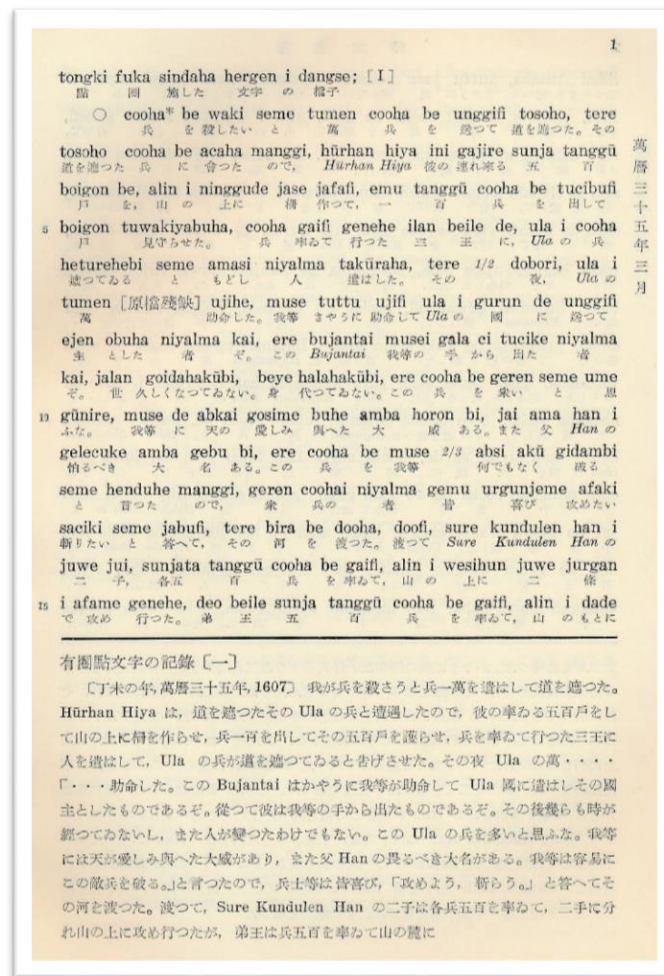 1
tongki fuka sindaha hergen i dangse; [I]
點 圈 施した 文字 の 檔子
○ cooha* be waki seme tumen cooha be unggifi tosoho, tere
兵 を 殺したい と 萬 兵 を 送つて 道を遮つた。その
tosoho cooha be acaha manggi, hūrhan hiya ini gajire sunja tanggū
道を遮つた 兵 に 會つた ので, Hūrhan Hiya 彼の 連れ來る 五 百
boigon be, alin i ninggude jase jafafi, emu tanggū cooha be tucibufi
戸 を, 山 の 上に 柵 作つて, 一 百 兵 を 出して
5 boigon tuwakiyabuha, cooha gaifi genehe ilan beile de, ula i cooha
戸 見守らせた。 兵 率ゐて 行つた 三 王 に, Ula の 兵
heturehebi seme amasi niyalma takūraha, tere 1/2 dobori, ula i
遮つてゐる と もどし 人 遣はした。 その 夜, Ula の
tumen [原檔殘缺] ujihe, muse tuttu ujifi ula i gurun de unggifi
萬 助命した。我等 さやうに 助命して Ula の 國 に 送つて
ejen obuha niyalma kai, ere bujantai musei gala ci tucike niyalma
主 とした 者 ぞ。この Bujantai 我等の 手 から 出た 者
kai, jalan goidahakūbi, beye halahakūbi, ere cooha be geren seme ume
ぞ。 世 久しくなつてゐない。身 代つてゐない。この 兵 を 衆い と 思
10 gūnire, muse de abkai gosime buhe amba horon bi, jai ama han i
ふな。 我等 に 天の 愛しみ 與へた 大 威 ある。また 父 Han の
gelecuke amba gebu bi, ere cooha be muse 2/3 absi akū gidambi
怕るべき 大 名 ある。この 兵 を 我等 何でもなく 破る
seme henduhe manggi, geren coohai niyalma gemu urgunjeme afaki
と 言つた ので, 衆 兵の 者 皆 喜び 攻めたい
saciki seme jabufi, tere bira be dooha, doofi, sure kundulen han i
斬りたい と 答へて, その 河 を 渡つた。渡つて Sure Kundulen Han の
juwe jui, sunjata tanggū cooha be gaifi, alin i wesihun juwe jurgan
二 子, 各五 百 兵 を 率ゐて, 山 の 上に 二 條
15 i afame genehe, deo beile sunja tanggū cooha be gaifi, alin i dade
で 攻め 行つた。弟 王 五 百 兵 を 率ゐて, 山 のもとに
萬曆三十五年三月
有圈點文字の記錄〔一〕
〔丁未の年, 萬曆三十五年, 1607〕 我が兵を殺さうと兵一萬を遣はして道を遮つた。
Hūrhan Hiya は, 道を遮つたその Ula の兵と遭遇したので, 彼の率ゐる五百戸をし
て山の上に柵を作らせ, 兵一百を出してその五百戸を護らせ, 兵を率ゐて行つた三王に
人を遣はして, Ula の兵が道を遮つてゐると告げさせた。その夜 Ula の萬・・・・
「・・・助命した。この Bujantai はかやうに我等が助命して Ula 國に遣はしその國
主としたものであるぞ。從つて彼は我等の手から出たものであるぞ。その後幾らも時が
經つてゐないし, また人が變つたわけでもない。この Ula の兵を多いと思ふな。我等
には天が愛しみ與へた大威があり, また父 Han の畏るべき大名がある。我等は容易に
この敵兵を破る。」と言つたので, 兵士等は皆喜び, 「攻めよう, 斬らう。」 と答へてそ
の河を渡つた。渡つて, Sure Kundulen Han の二子は各兵五百を率ゐて, 二手に分
れ山の上に攻め行つたが, 弟王は兵五百を率ゐて山の麓に